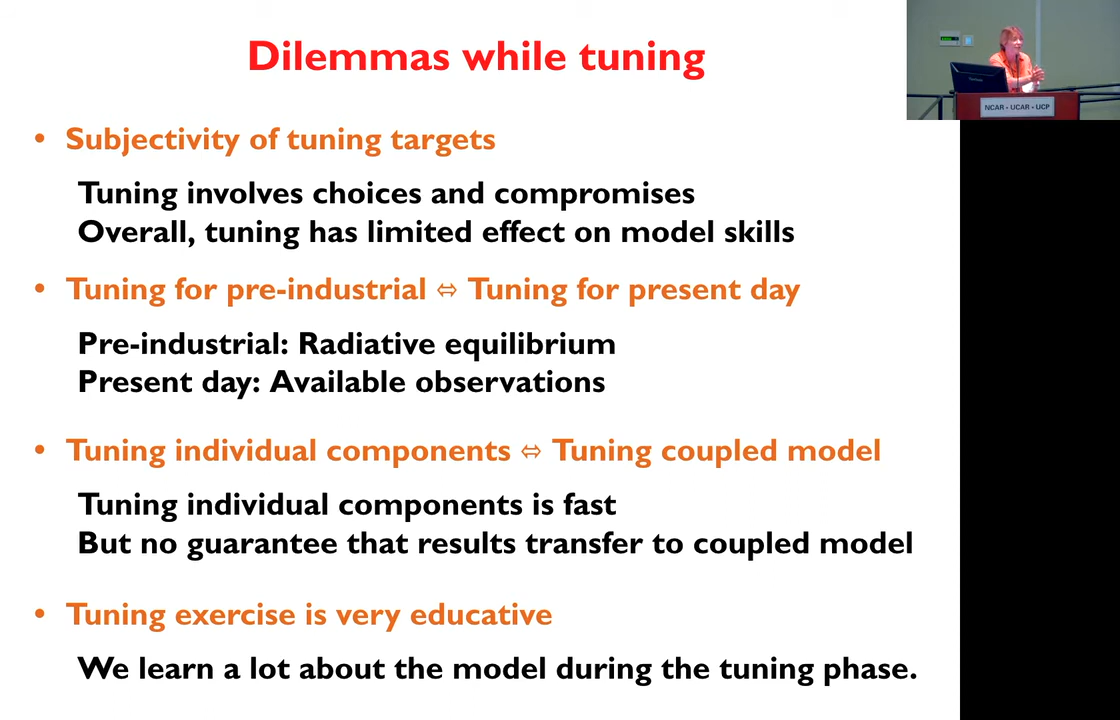 Dilemmas while tuning
NCAR • UCAR • UCP
• Subjectivity of tuning targets
Tuning involves choices and compromises
Overall, tuning has limited effect on model skills
• Tuning for pre-industrial ⬄ Tuning for present day
Pre-industrial: Radiative equilibrium
Present day: Available observations
• Tuning individual components ⬄ Tuning coupled model
Tuning individual components is fast
But no guarantee that results transfer to coupled model
• Tuning exercise is very educative
We learn a lot about the model during the tuning phase.